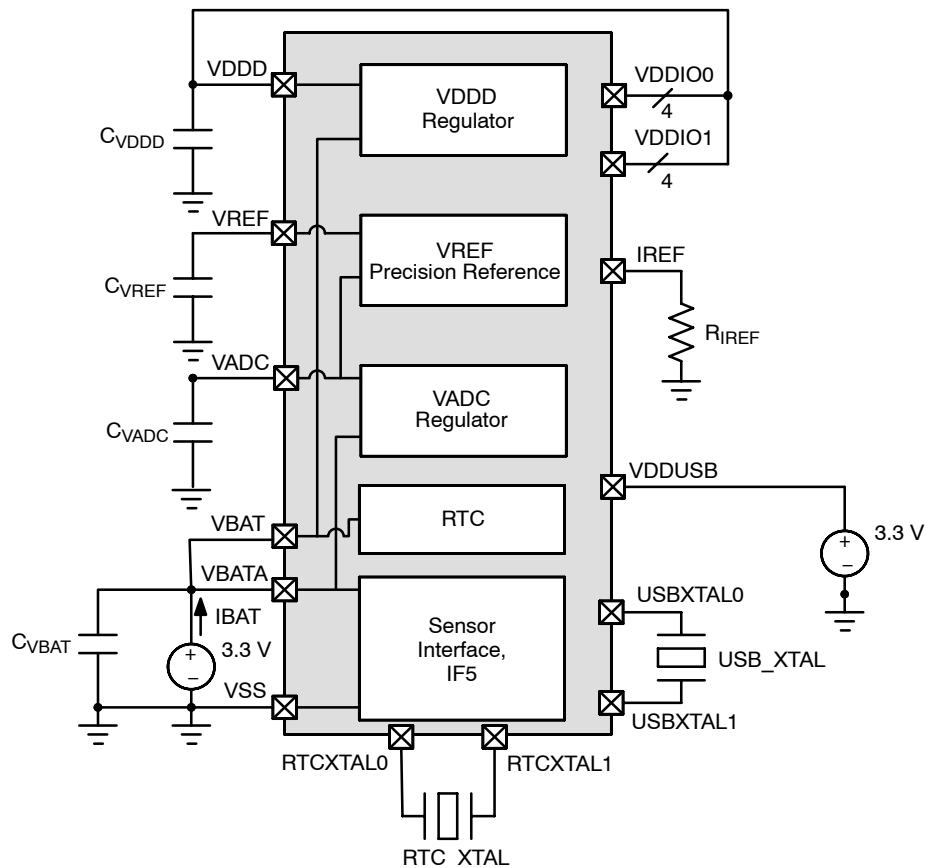 VDDD
VDDD
Regulator
VDDIO0
4
CVDDD
VDDIO1
4
VREF
VREF
Precision Reference
IREF
CVREF
RIREF
VADC
VADC
Regulator
CVADC
VDDUSB
VBAT
RTC
+
−
3.3 V
VBATA
IBAT
CVBAT
+
−
3.3 V
Sensor
Interface,
IF5
USBXTAL0
USB_XTAL
VSS
USBXTAL1
RTCXTAL0
RTCXTAL1
RTC_XTAL